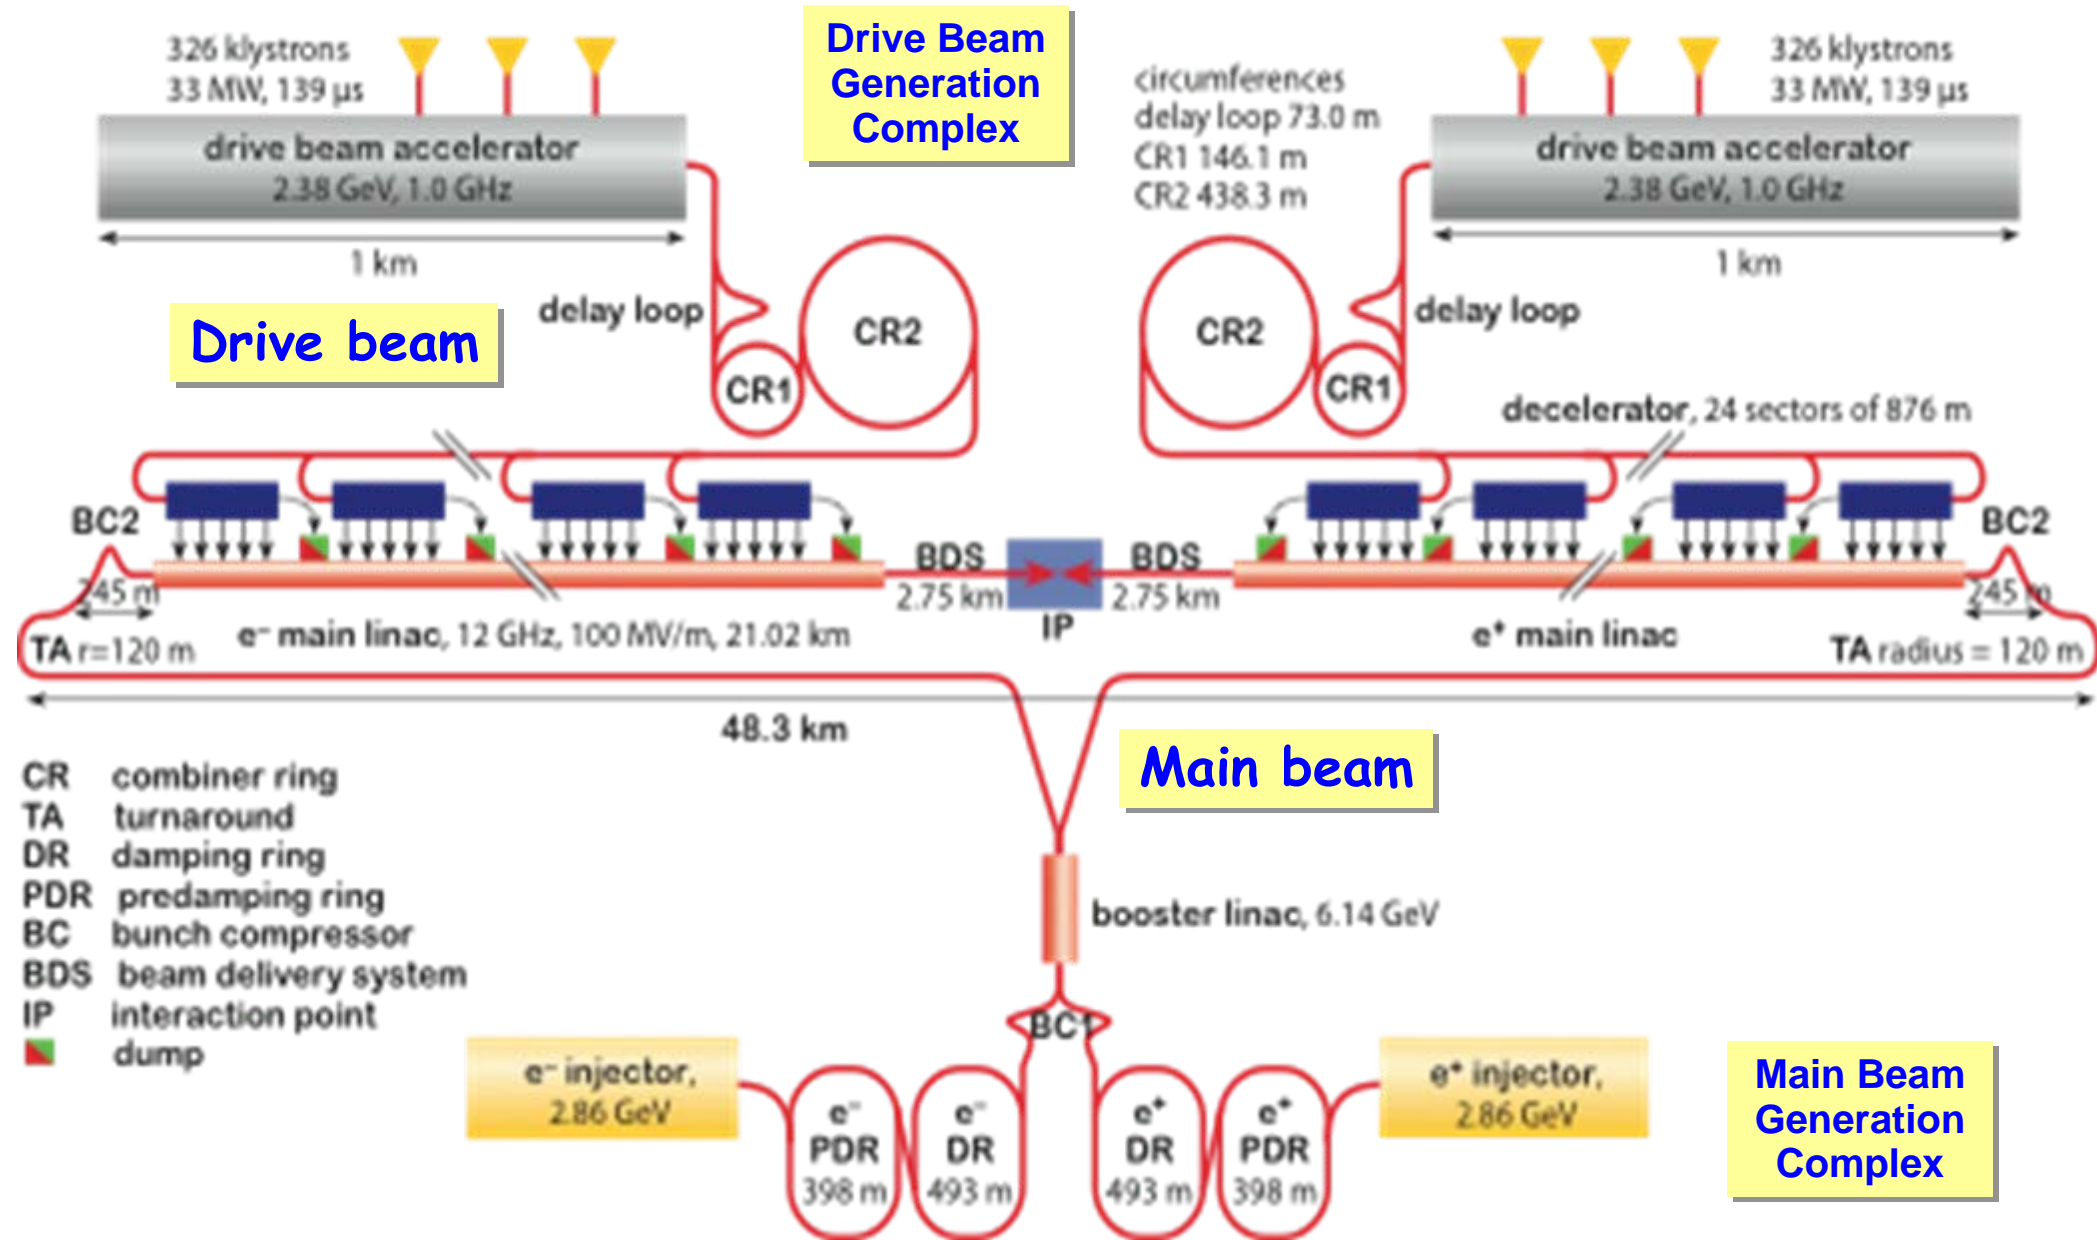 326 klystrons
33 MW, 139 µs
drive beam accelerator
2.38 GeV, 1.0 GHz
1 km
Drive Beam
Generation
Complex
circumferences
delay loop 73.0 m
CR1 146.1 m
CR2 438.3 m
326 klystrons
33 MW, 139 µs
drive beam accelerator
2.38 GeV, 1.0 GHz
1 km
Drive beam
delay loop
CR1
CR2
CR2
CR1
delay loop
decelerator, 24 sectors of 876 m
BC2
245 m
TA r=120 m
e⁻ main linac, 12 GHz, 100 MV/m, 21.02 km
BDS
2.75 km
IP
BDS
2.75 km
e⁺ main linac
BC2
245 m
TA radius = 120 m
48.3 km
Main beam
CR combiner ring
TA turnaround
DR damping ring
PDR predamping ring
BC bunch compressor
BDS beam delivery system
IP interaction point
dump
booster linac, 6.14 GeV
BC1
e⁻ injector,
2.86 GeV
e⁻
PDR
398 m
e⁻
DR
493 m
e⁺
DR
493 m
e⁺
PDR
398 m
e⁺ injector,
2.86 GeV
Main Beam
Generation
Complex